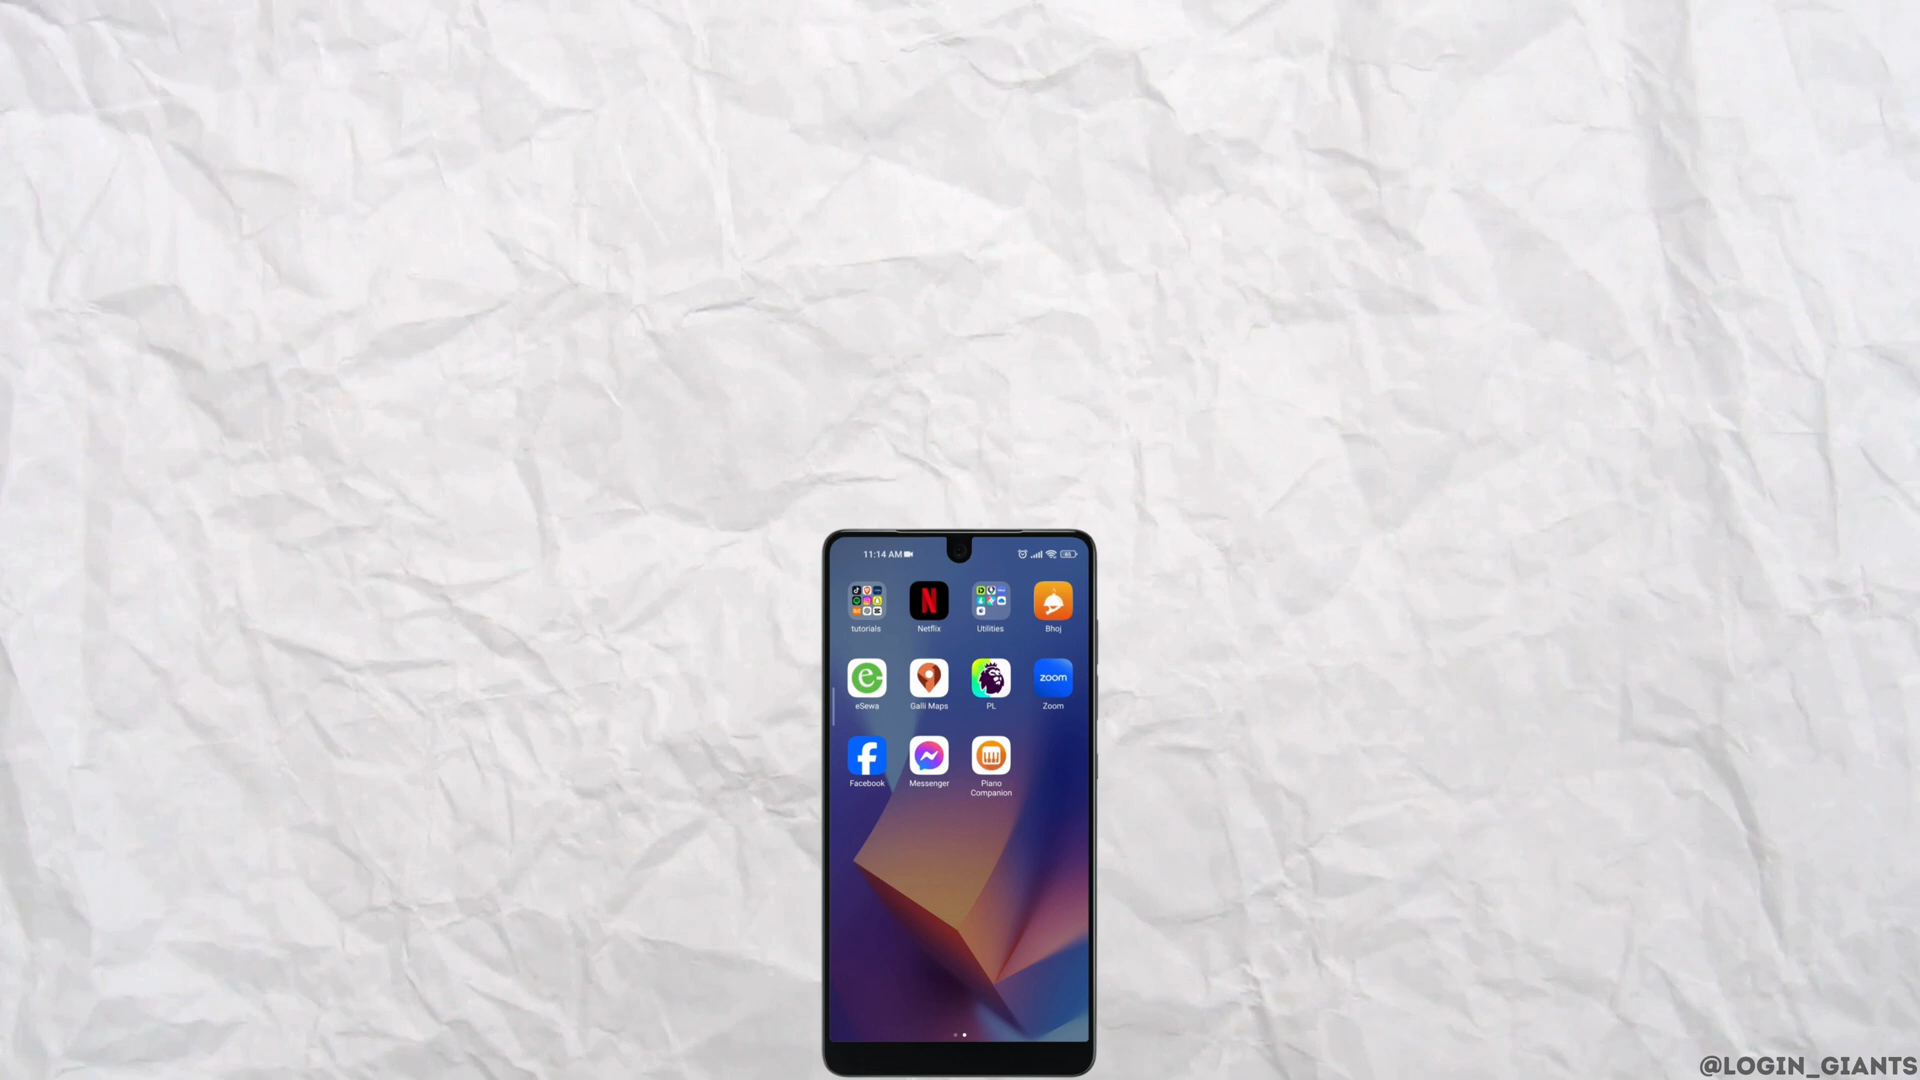 11:14 AM
tutorials
Netflix
Utilities
Bhoj
zoom
eSewa
Galli Maps
PL
Zoom
Facebook
Messenger
Piano
Companion
@LOGIN_GIANTS